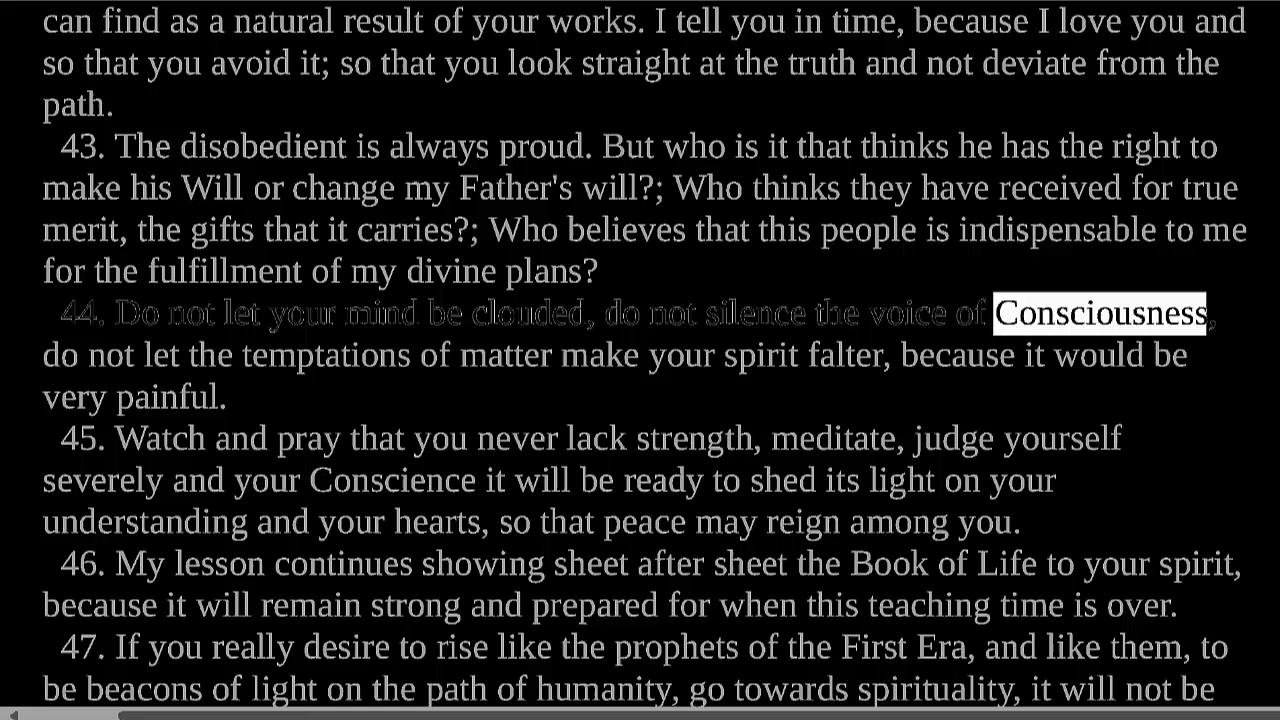 can find as a natural result of your works. I tell you in time, because I love you and
so that you avoid it; so that you look straight at the truth and not deviate from the
path.
43. The disobedient is always proud. But who is it that thinks he has the right to
make his Will or change my Father's will?; Who thinks they have received for true
merit, the gifts that it carries?; Who believes that this people is indispensable to me
for the fulfillment of my divine plans?
44. Do not let your mind be clouded, do not silence the voice of Consciousness,
do not let the temptations of matter make your spirit falter, because it would be
very painful.
45. Watch and pray that you never lack strength, meditate, judge yourself
severely and your Conscience it will be ready to shed its light on your
understanding and your hearts, so that peace may reign among you.
46. My lesson continues showing sheet after sheet the Book of Life to your spirit,
because it will remain strong and prepared for when this teaching time is over.
47. If you really desire to rise like the prophets of the First Era, and like them, to
be beacons of light on the path of humanity, go towards spirituality, it will not be